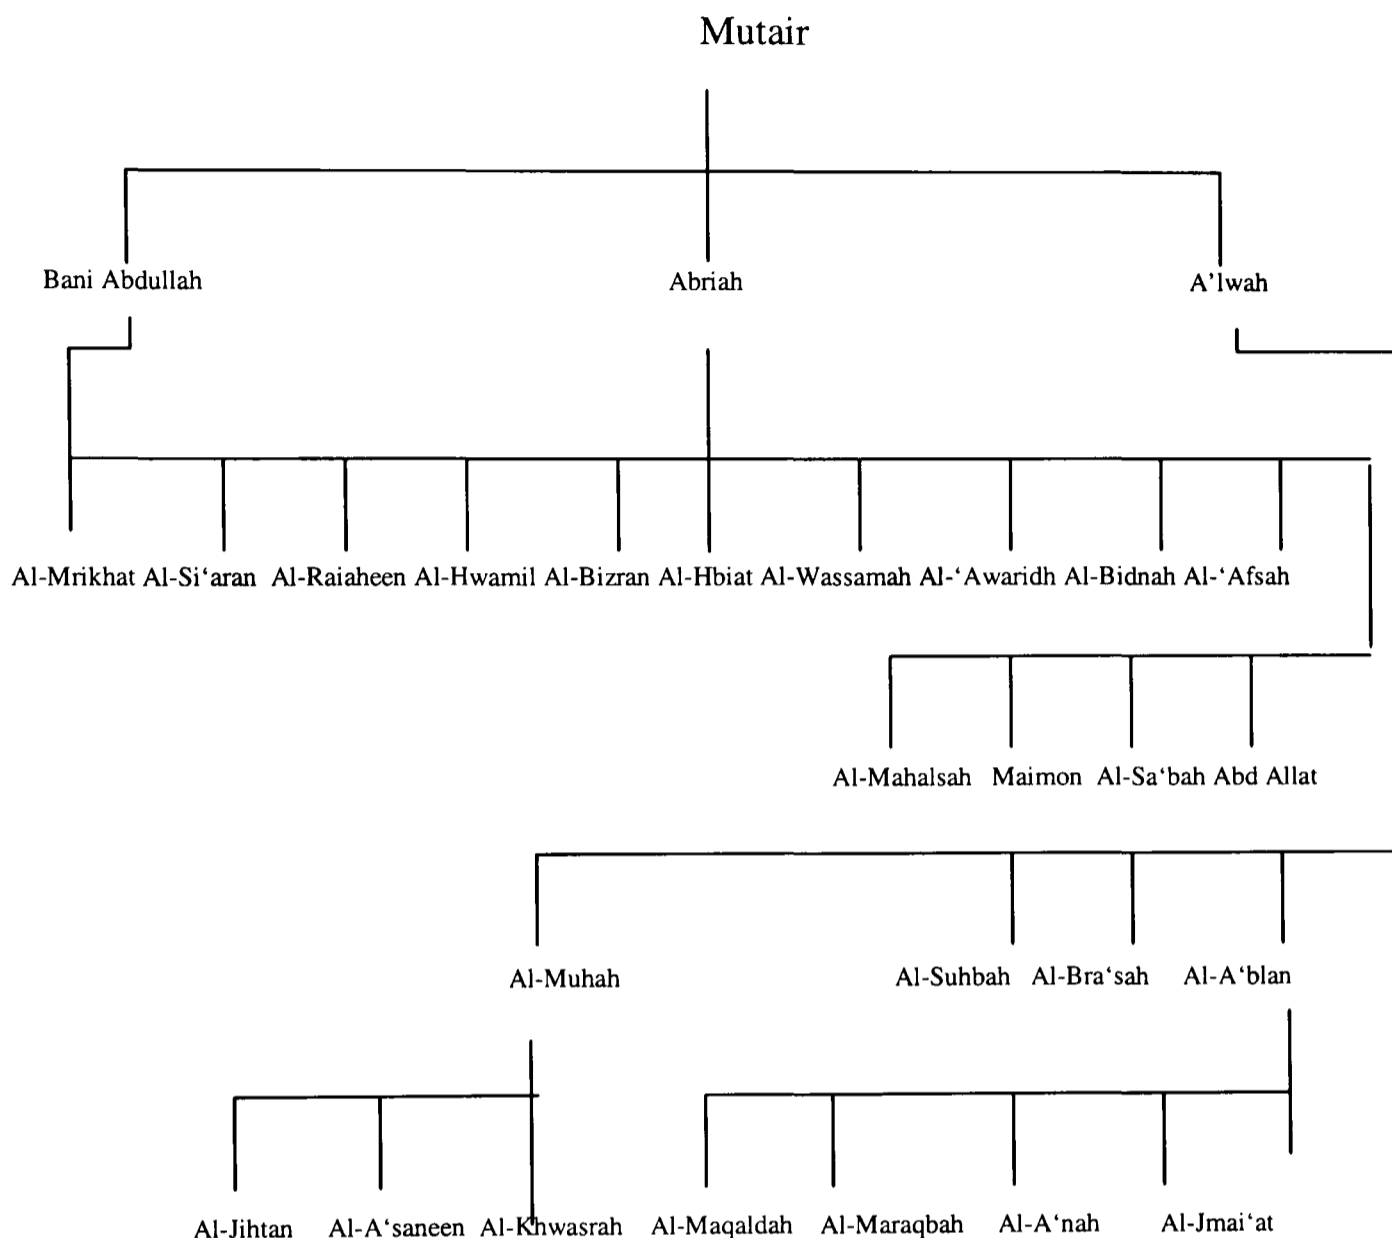 Mutair
Bani Abdullah Abriah A’lwah
Al-Mrikhat Al-Si‘aran Al-Raiaheen Al-Hwamil Al-Bizran Al-Hbiat Al-Wassamah Al-‘Awaridh Al-Bidnah Al-‘Afsah
Al-Mahalsah Maimon Al-Sa‘bah Abd Allat
Al-Muhah Al-Suhbah Al-Bra‘sah Al-A‘blan
Al-Jihtan Al-A‘saneen Al-Khwasrah Al-Maqaldah Al-Maraqbah Al-A‘nah Al-Jmai‘at